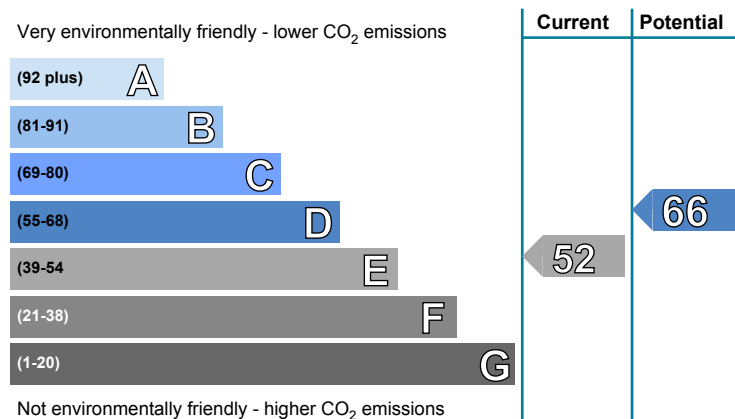 Very environmentally friendly - lower CO₂ emissions
Current
Potential
(92 plus) A
(81-91) B
(69-80) C
(55-68) D
(39-54 E
(21-38) F
(1-20) G
52
66
Not environmentally friendly - higher CO₂ emissions